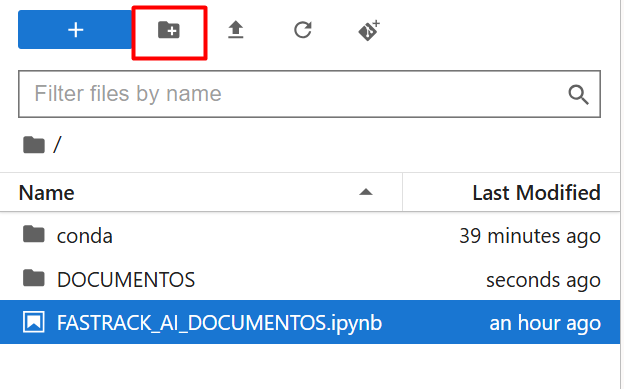 Filter files by name
/
Name Last Modified
conda 39 minutes ago
DOCUMENTOS seconds ago
FASTRACK_AI_DOCUMENTOS.ipynb an hour ago